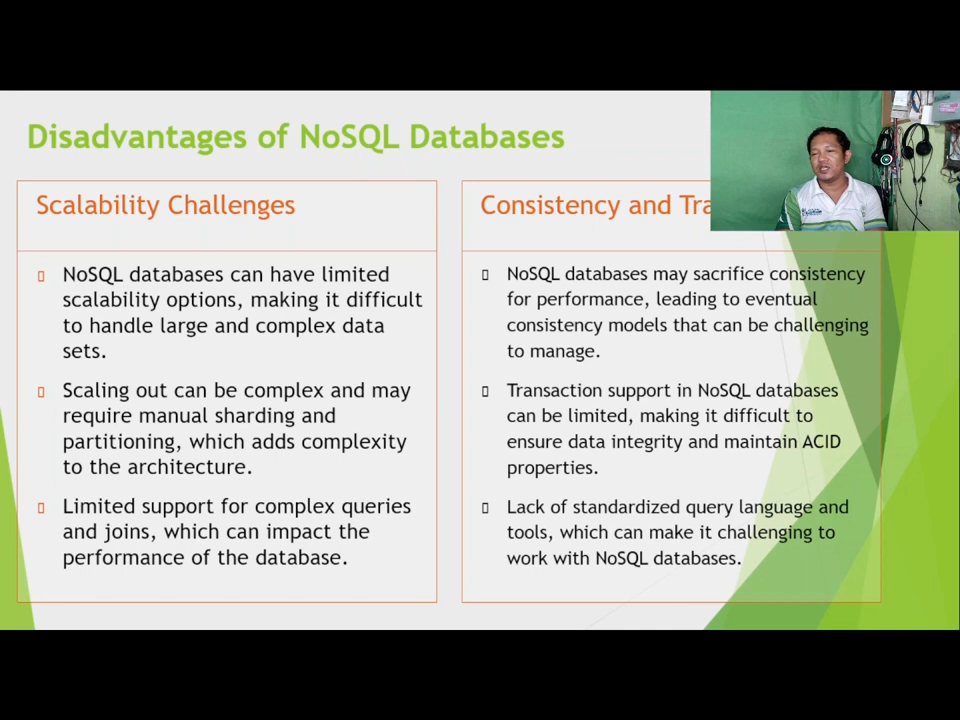 Disadvantages of NoSQL Databases
Scalability Challenges
NoSQL databases can have limited
scalability options, making it difficult
to handle large and complex data
sets.
Scaling out can be complex and may
require manual sharding and
partitioning, which adds complexity
to the architecture.
Limited support for complex queries
and joins, which can impact the
performance of the database.
Consistency and Tra
NoSQL databases may sacrifice consistency
for performance, leading to eventual
consistency models that can be challenging
to manage.
Transaction support in NoSQL databases
can be limited, making it difficult to
ensure data integrity and maintain ACID
properties.
Lack of standardized query language and
tools, which can make it challenging to
work with NoSQL databases.